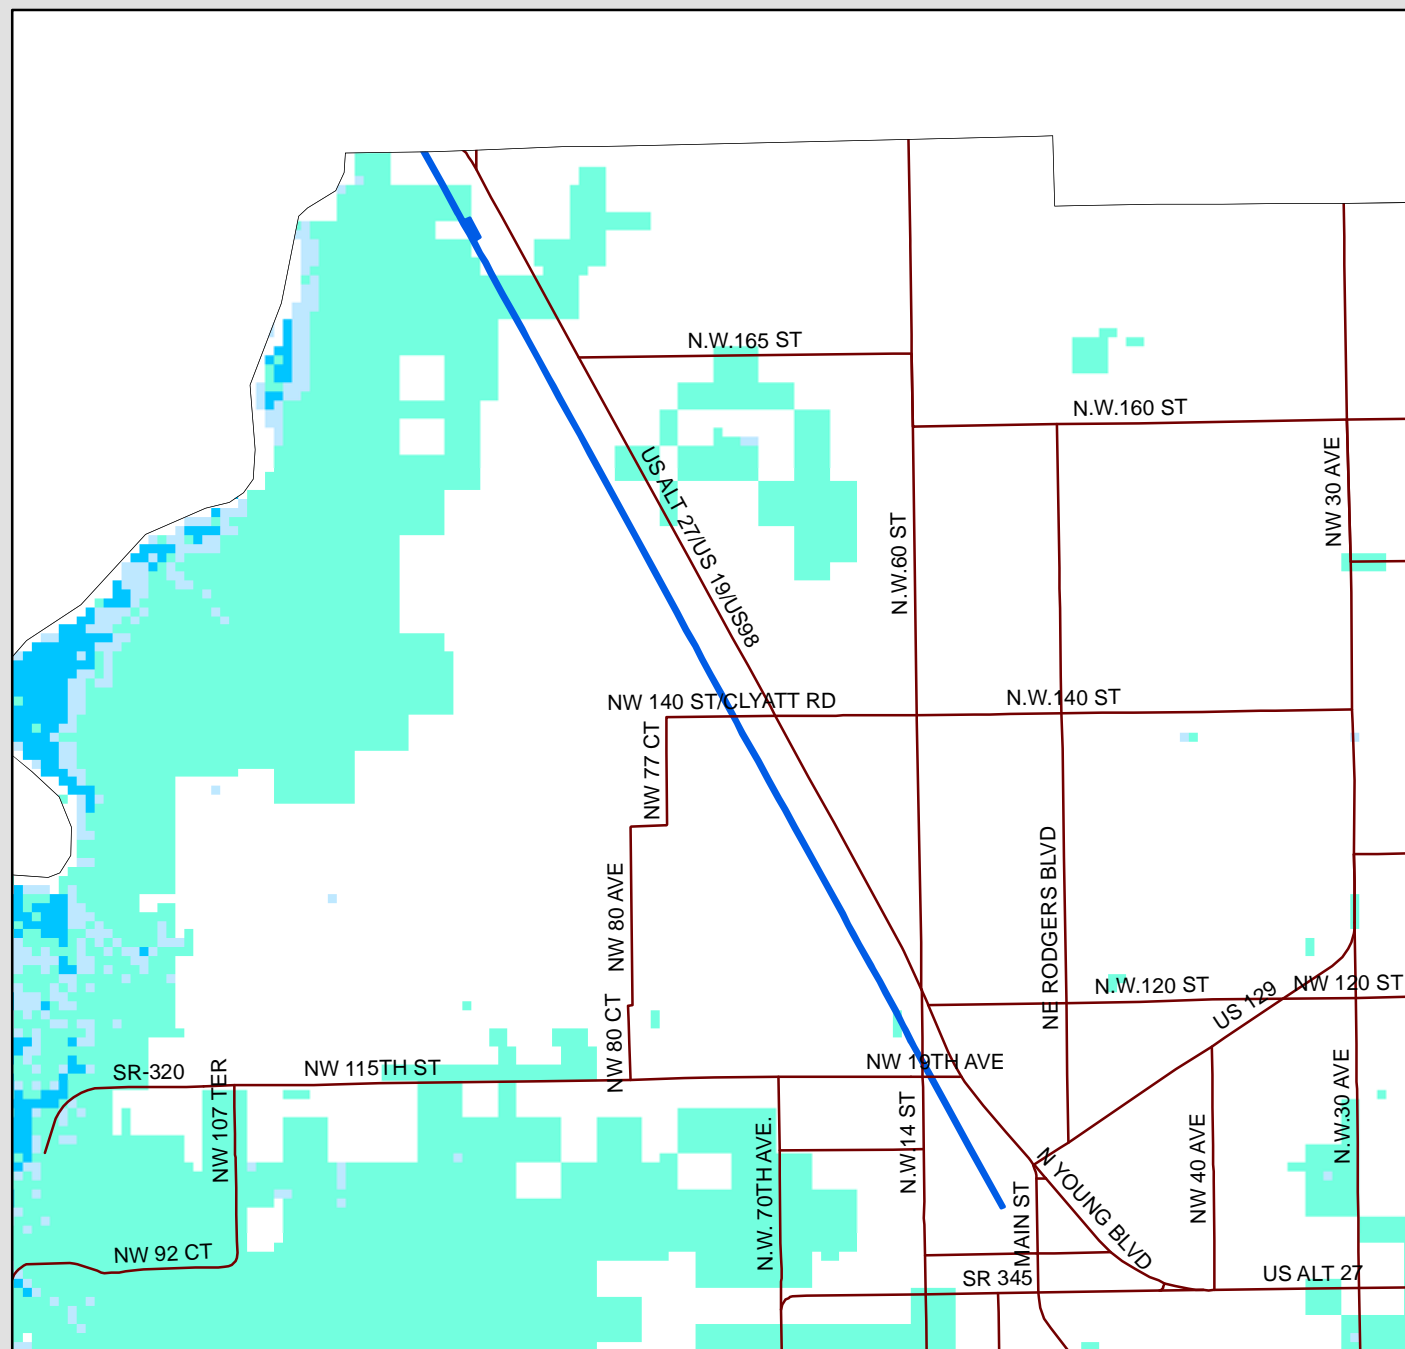 N.W.165 ST
N.W.160 ST
NW 30 AVE
US ALT 27/US 19/US98
N.W.60 ST
NW 140 ST/CLYATT RD
N.W.140 ST
NW 77 CT
NE RODGERS BLVD
NW 80 AVE
N.W.120 ST
US 129
NW 120 ST
NW 80 CT
NW 19TH AVE
NW 115TH ST
SR-320
NW 107 TER
N.W.14 ST
N.W. 70TH AVE.
N.W.30 AVE
NW 40 AVE
N YOUNG BLVD
MAIN ST
NW 92 CT
SR 345
US ALT 27